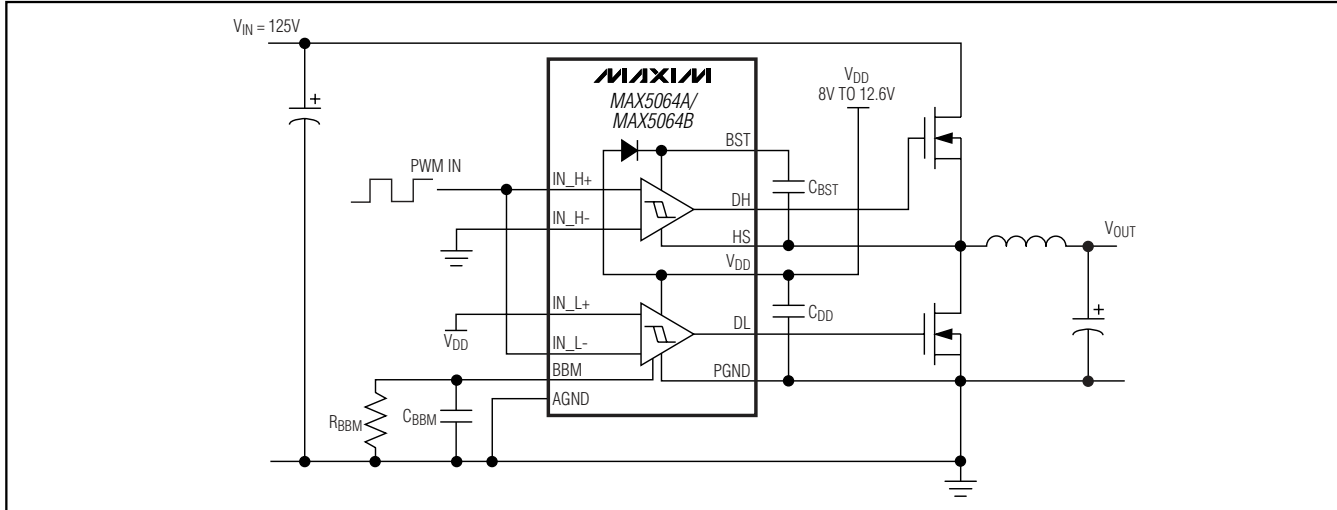 VIN = 125V
MAXIM
MAX5064A/
MAX5064B
VDD
8V TO 12.6V
BST
PWM IN
IN_H+
CBST
DH
IN_H-
HS
VOUT
VDD
IN_L+
CDD
VDD
DL
IN_L-
BBM
PGND
AGND
RBBM
CBBM
+
+